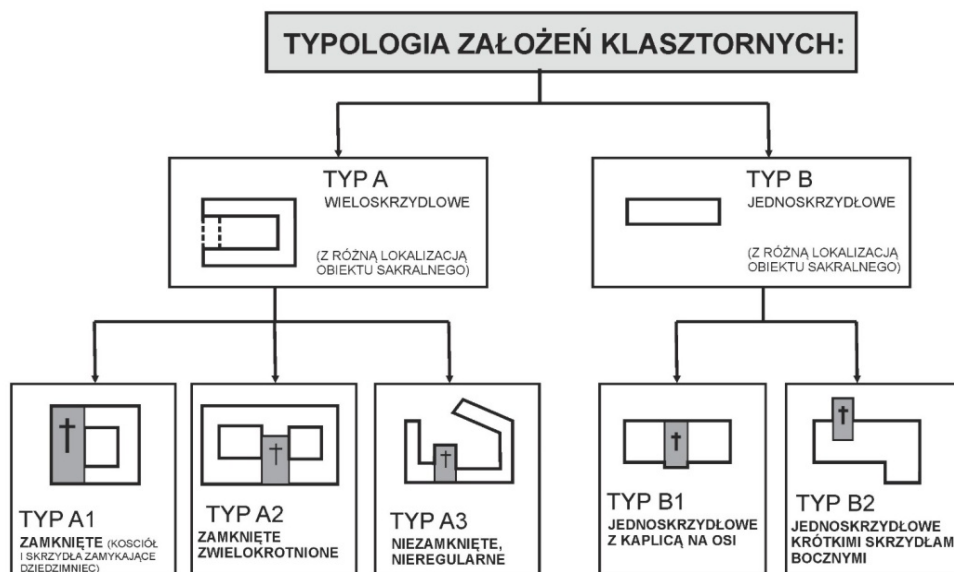 TYPOLOGIA ZAŁOŻEŃ KLASZTORNYCH:
TYP A
WIELOSKRZYDŁOWE
(Z RÓŻNĄ LOKALIZACJĄ
OBIEKTU SAKRALNEGO)
TYP B
JEDNOSKRZYDŁOWE
(Z RÓŻNĄ LOKALIZACJĄ
OBIEKTU SAKRALNEGO)
TYP A1
ZAMKNIĘTE (KOSCIÓŁ
I SKRZYDŁA ZAMYKAJĄCE
DZIEDZIMNIEC)
TYP A2
ZAMKNIĘTE
ZWIELOKROTNIONE
TYP A3
NIEZAMKNIĘTE,
NIEREGULARNE
TYP B1
JEDNOSKRZYDŁOWE
Z KAPLICĄ NA OSI
TYP B2
JEDNOSKRZYDŁOWE
KRÓTKIMI SKRZYDŁAM
BOCZNYMI